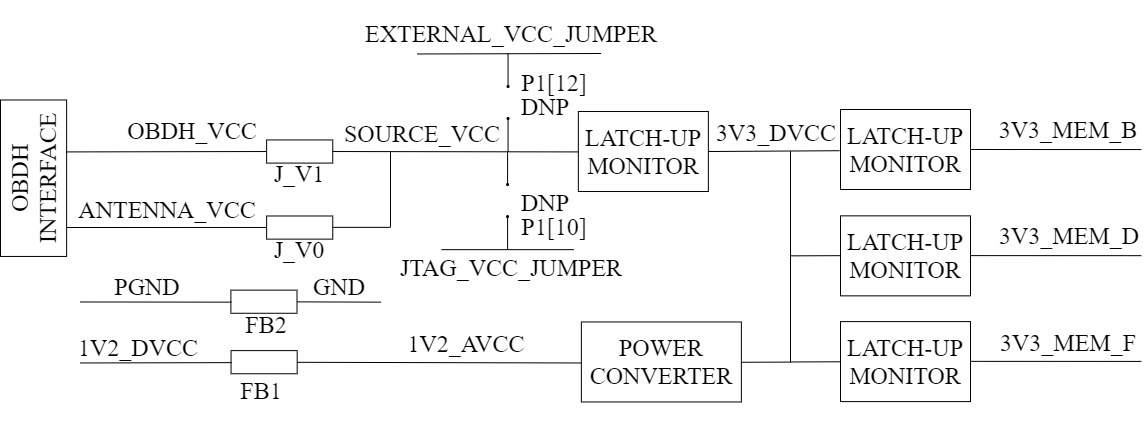 EXTERNAL_VCC_JUMPER
P1[12]
DNP
OBDH
INTERFACE
OBDH_VCC
J_V1
SOURCE_VCC
LATCH-UP
MONITOR
3V3_DVCC
LATCH-UP
MONITOR
3V3_MEM_B
ANTENNA_VCC
J_V0
DNP
P1[10]
JTAG_VCC_JUMPER
LATCH-UP
MONITOR
3V3_MEM_D
PGND
GND
FB2
1V2_DVCC
FB1
1V2_AVCC
POWER
CONVERTER
LATCH-UP
MONITOR
3V3_MEM_F